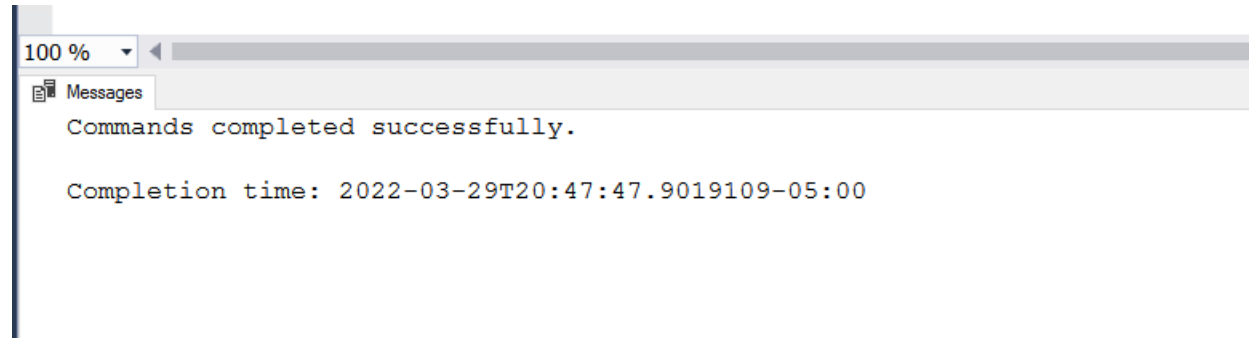 100 %
Messages
Commands completed successfully.
Completion time: 2022-03-29T20:47:47.9019109-05:00